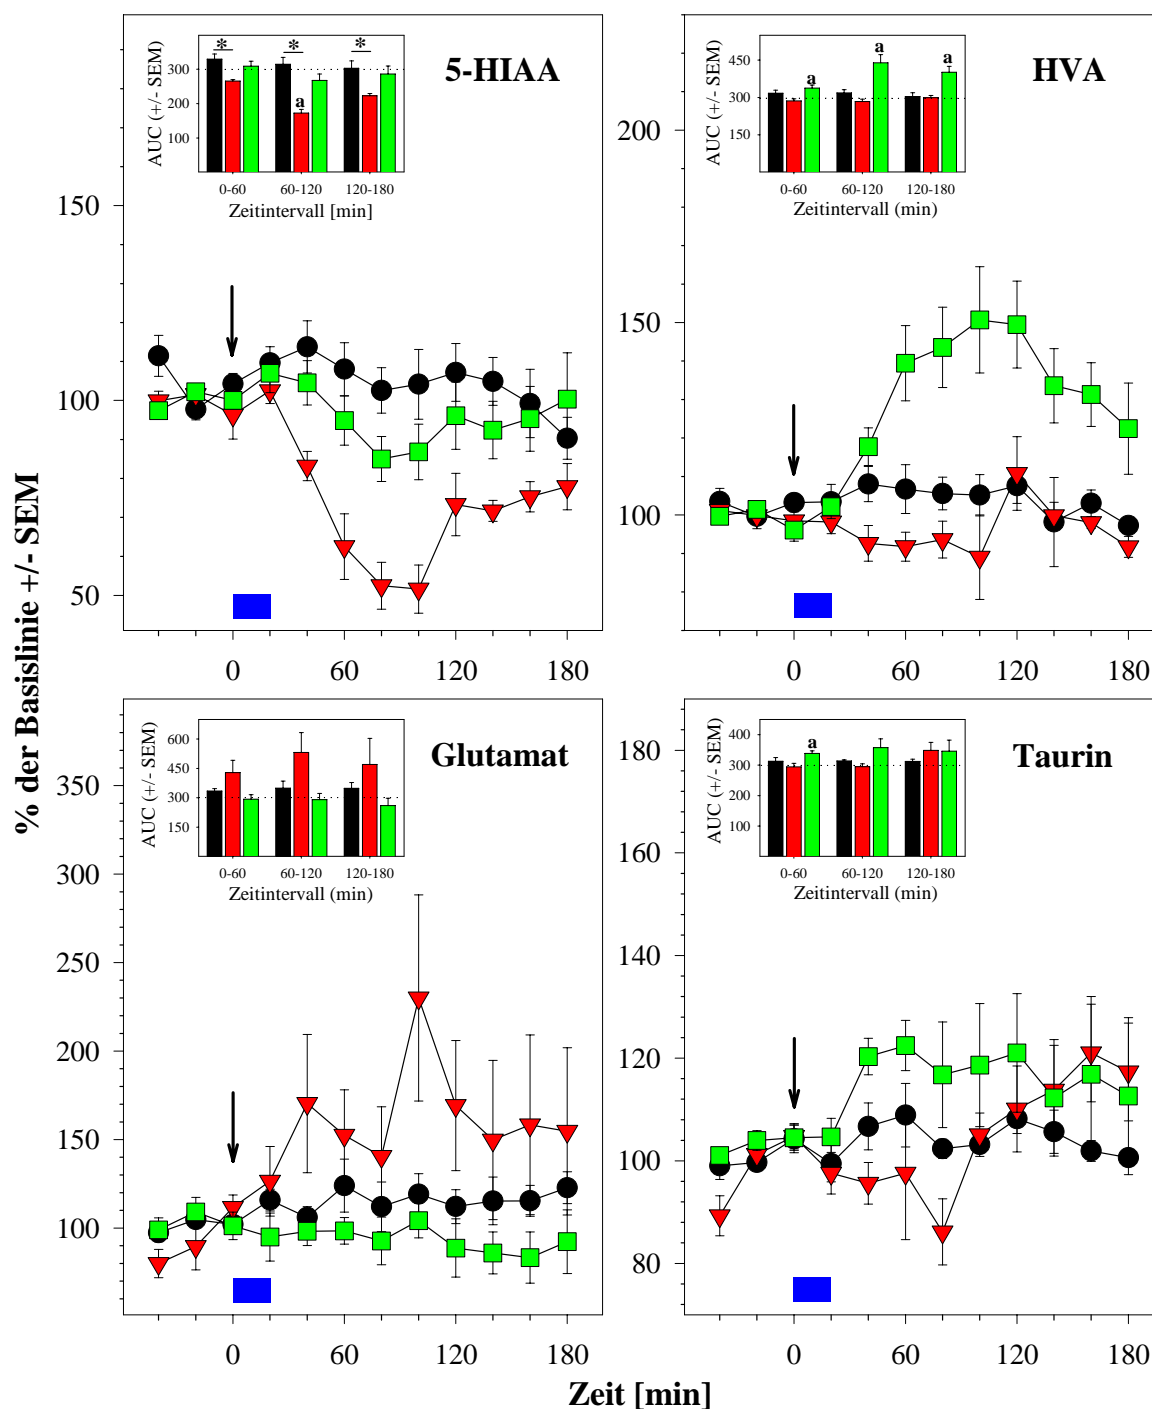 % der Basislinie +/- SEM
5-HIAA
AUC (+/- SEM)
300
200
100
* * *
a
0-60 60-120 120-180
Zeitintervall [min]
150
100
50
0 60 120 180
HVA
AUC (+/- SEM)
450
300
150
a a a
0-60 60-120 120-180
Zeitintervall (min)
200
150
100
0 60 120 180
Glutamat
AUC (+/- SEM)
600
450
300
150
0-60 60-120 120-180
Zeitintervall (min)
350
300
250
200
150
100
0 60 120 180
Taurin
AUC (+/- SEM)
400
300
200
100
a
0-60 60-120 120-180
Zeitintervall (min)
180
160
140
120
100
80
0 60 120 180
Zeit [min]